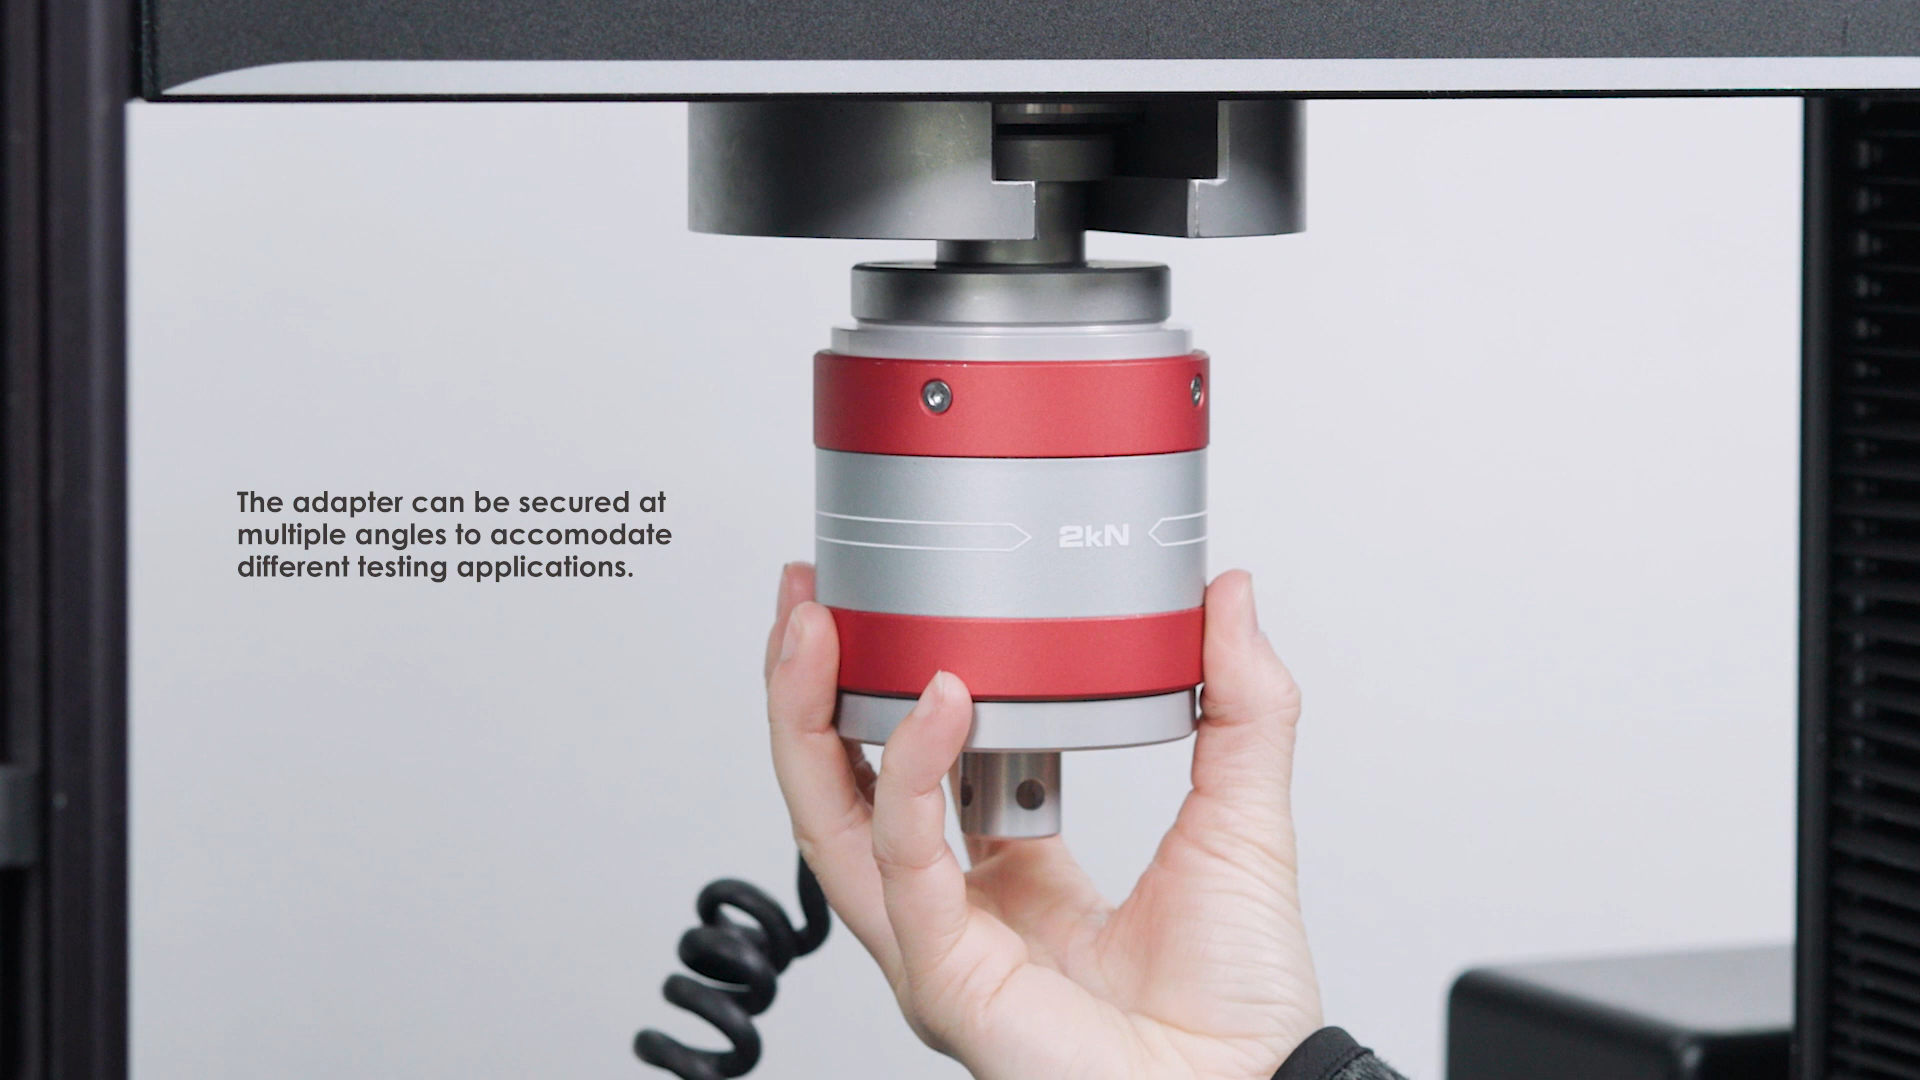 The adapter can be secured at
multiple angles to accomodate
different testing applications.
2kN